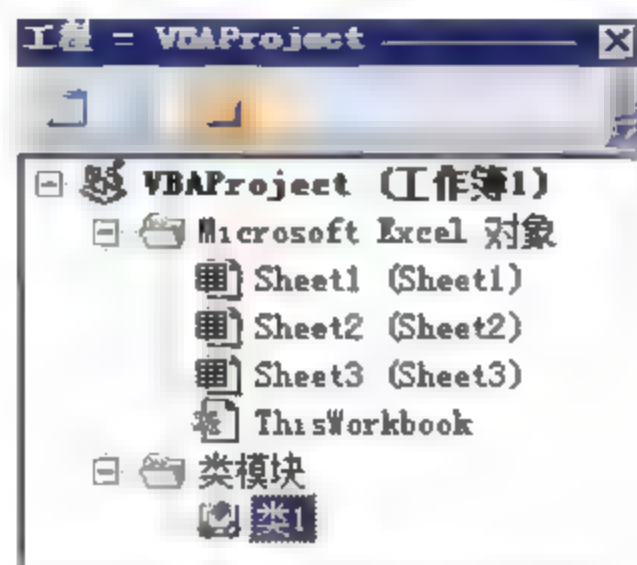 工程 - VBAProject
VBAProject (工作簿1)
Microsoft Excel 对象
Sheet1 (Sheet1)
Sheet2 (Sheet2)
Sheet3 (Sheet3)
ThisWorkbook
类模块
类1